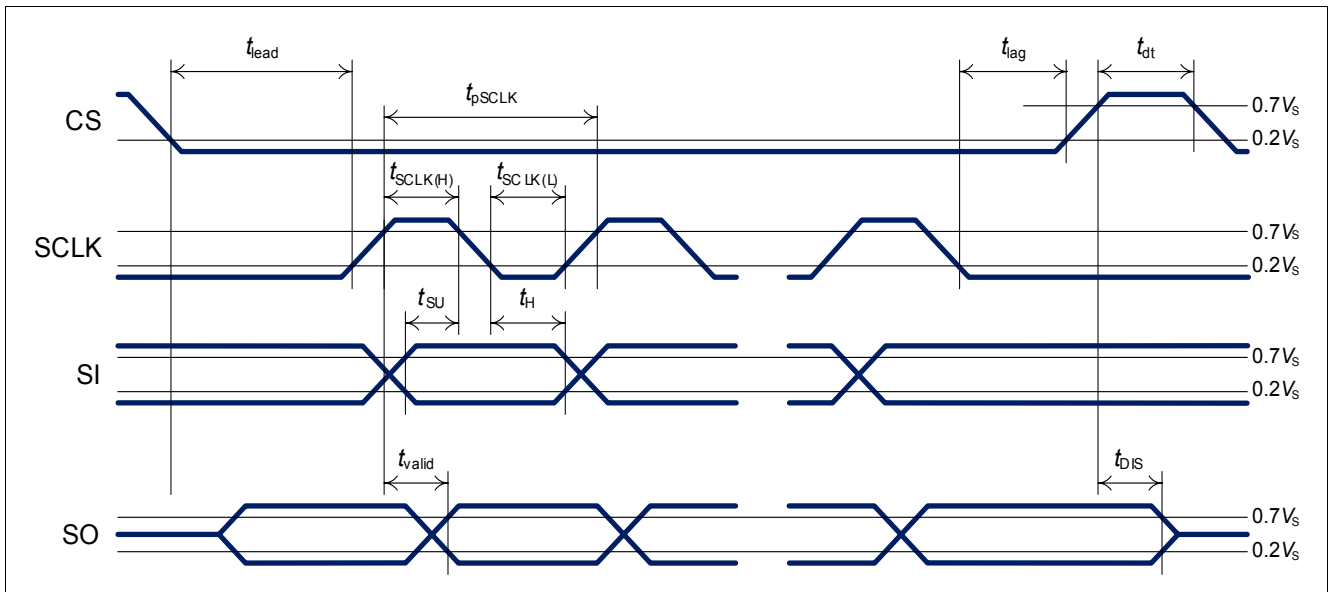 tlead
tlag
tdt
tpSCLK
CS
0.7VS
0.2VS
tSCLK(H)
tSCLK(L)
SCLK
0.7VS
0.2VS
tSU
tH
SI
0.7VS
0.2VS
tvalid
tDIS
SO
0.7VS
0.2VS